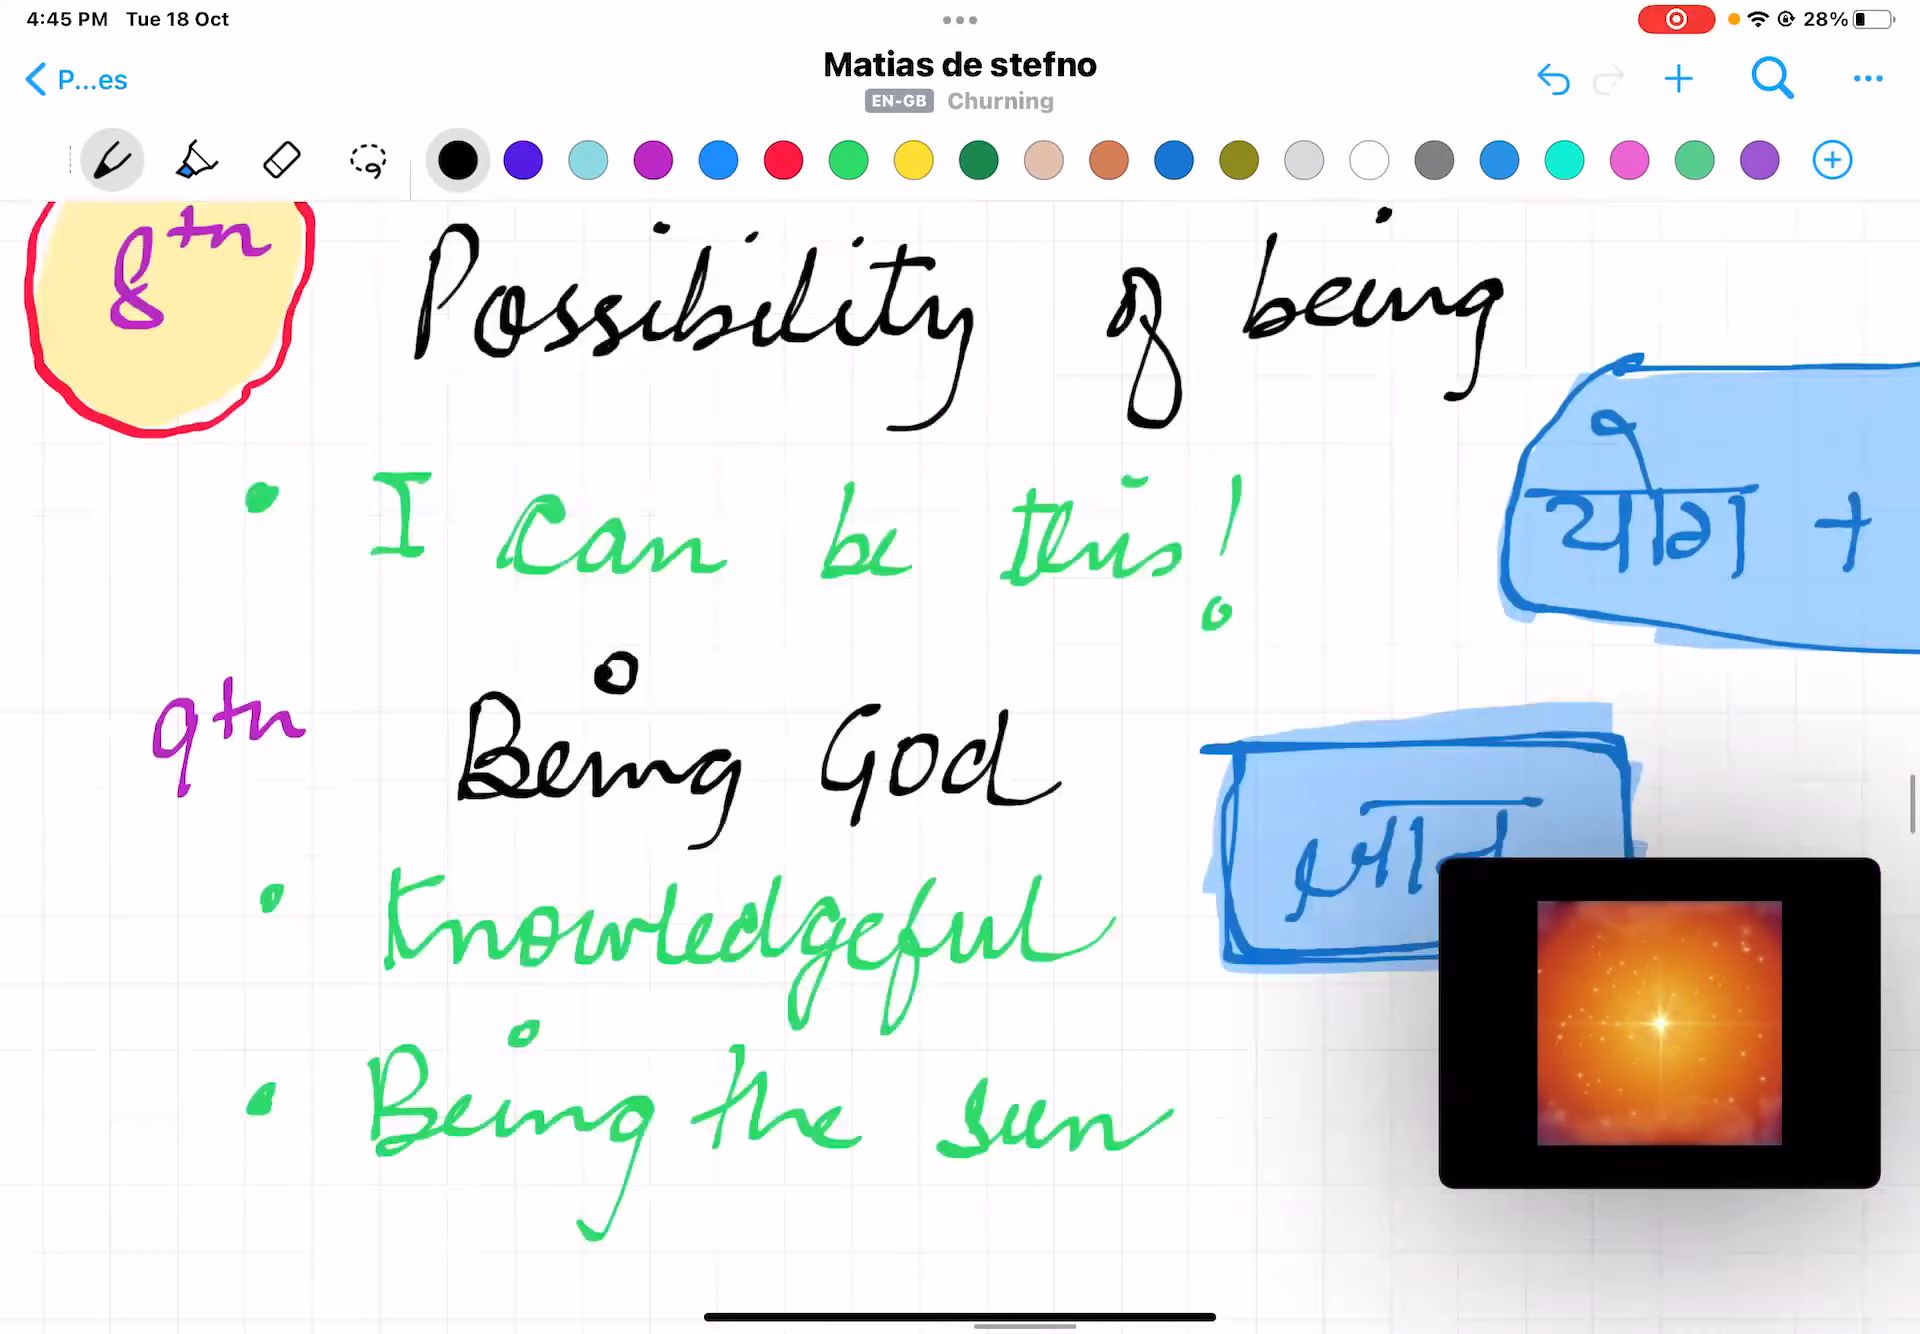 4:45 PM Tue 18 Oct
28%
P...es
Matias de stefno
EN-GB Churning
8th Possibility of being
• I can be this!
योग +
9th Being God
• Knowledgeful
• Being the sun